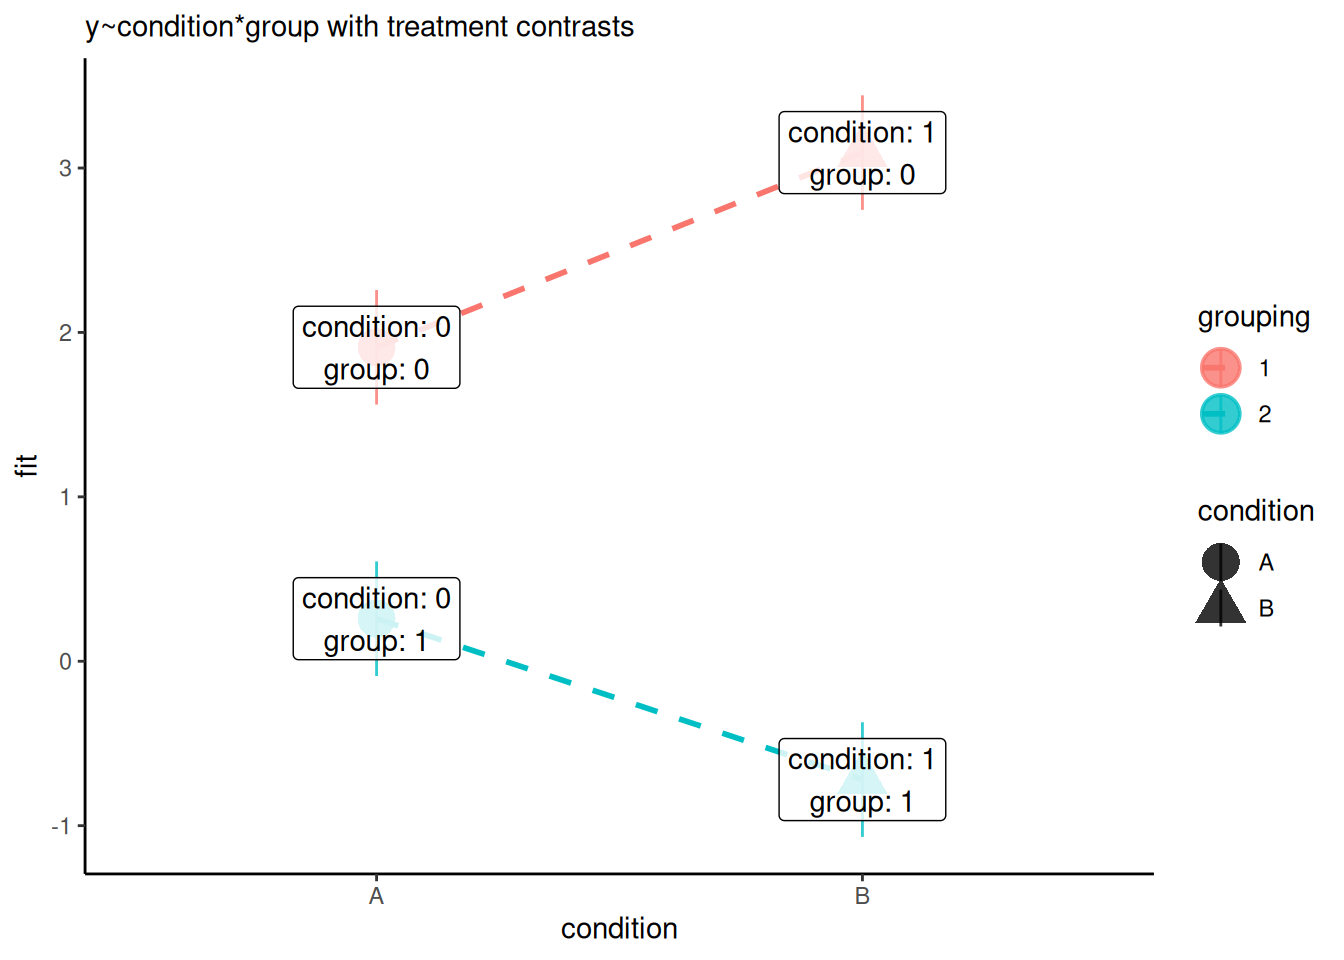 y~condition*group with treatment contrasts
fit
3
2
1
0
-1
condition: 1
group: 0
condition: 0
group: 0
condition: 0
group: 1
condition: 1
group: 1
A
B
condition
grouping
1
2
condition
A
B